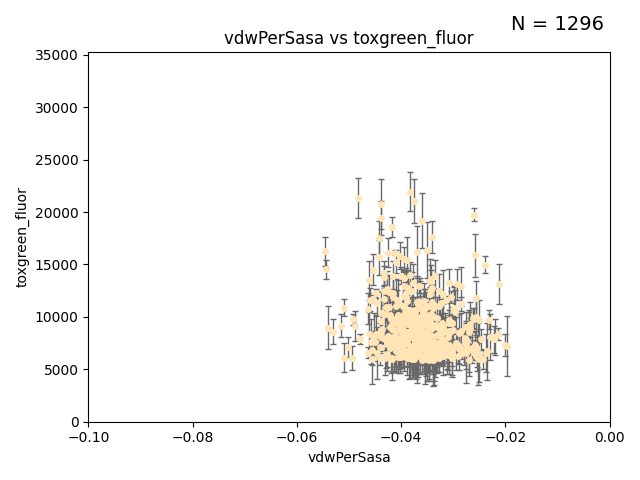 N = 1296
vdwPerSasa vs toxgreen_fluor
35000
30000
25000
20000
15000
10000
5000
0
toxgreen_fluor
−0.10 −0.08 −0.06 −0.04 −0.02 0.00
vdwPerSasa